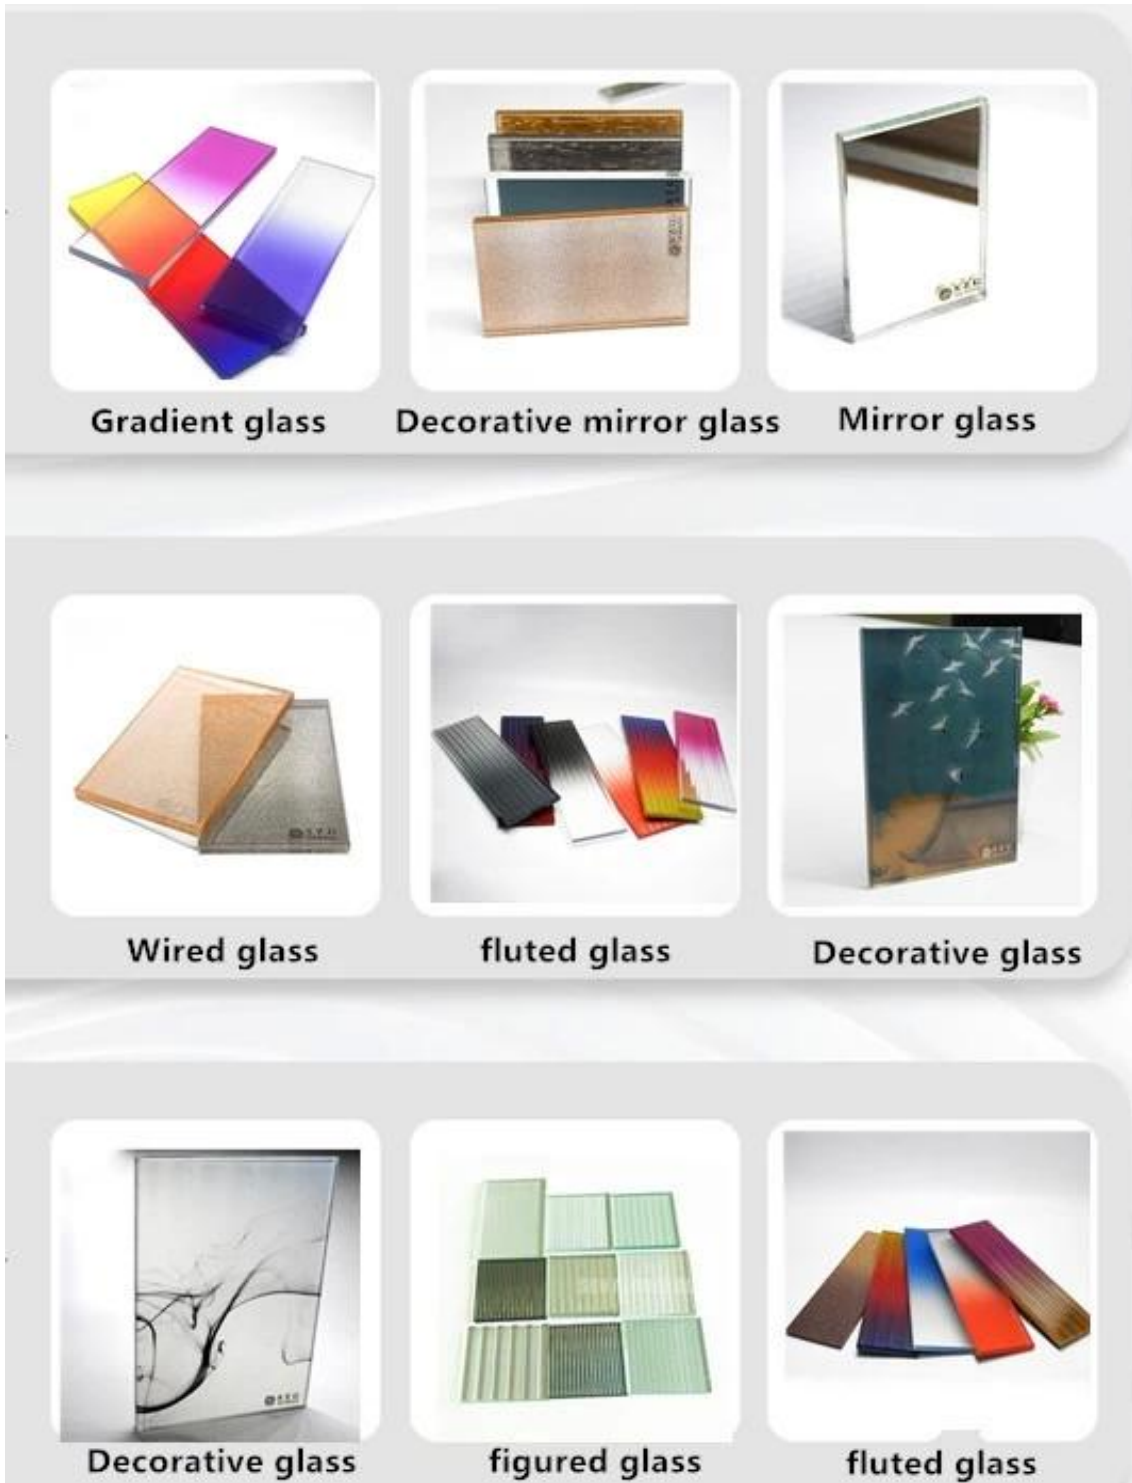 Gradient glass
Decorative mirror glass
Mirror glass
Wired glass
fluted glass
Decorative glass
Decorative glass
figured glass
fluted glass